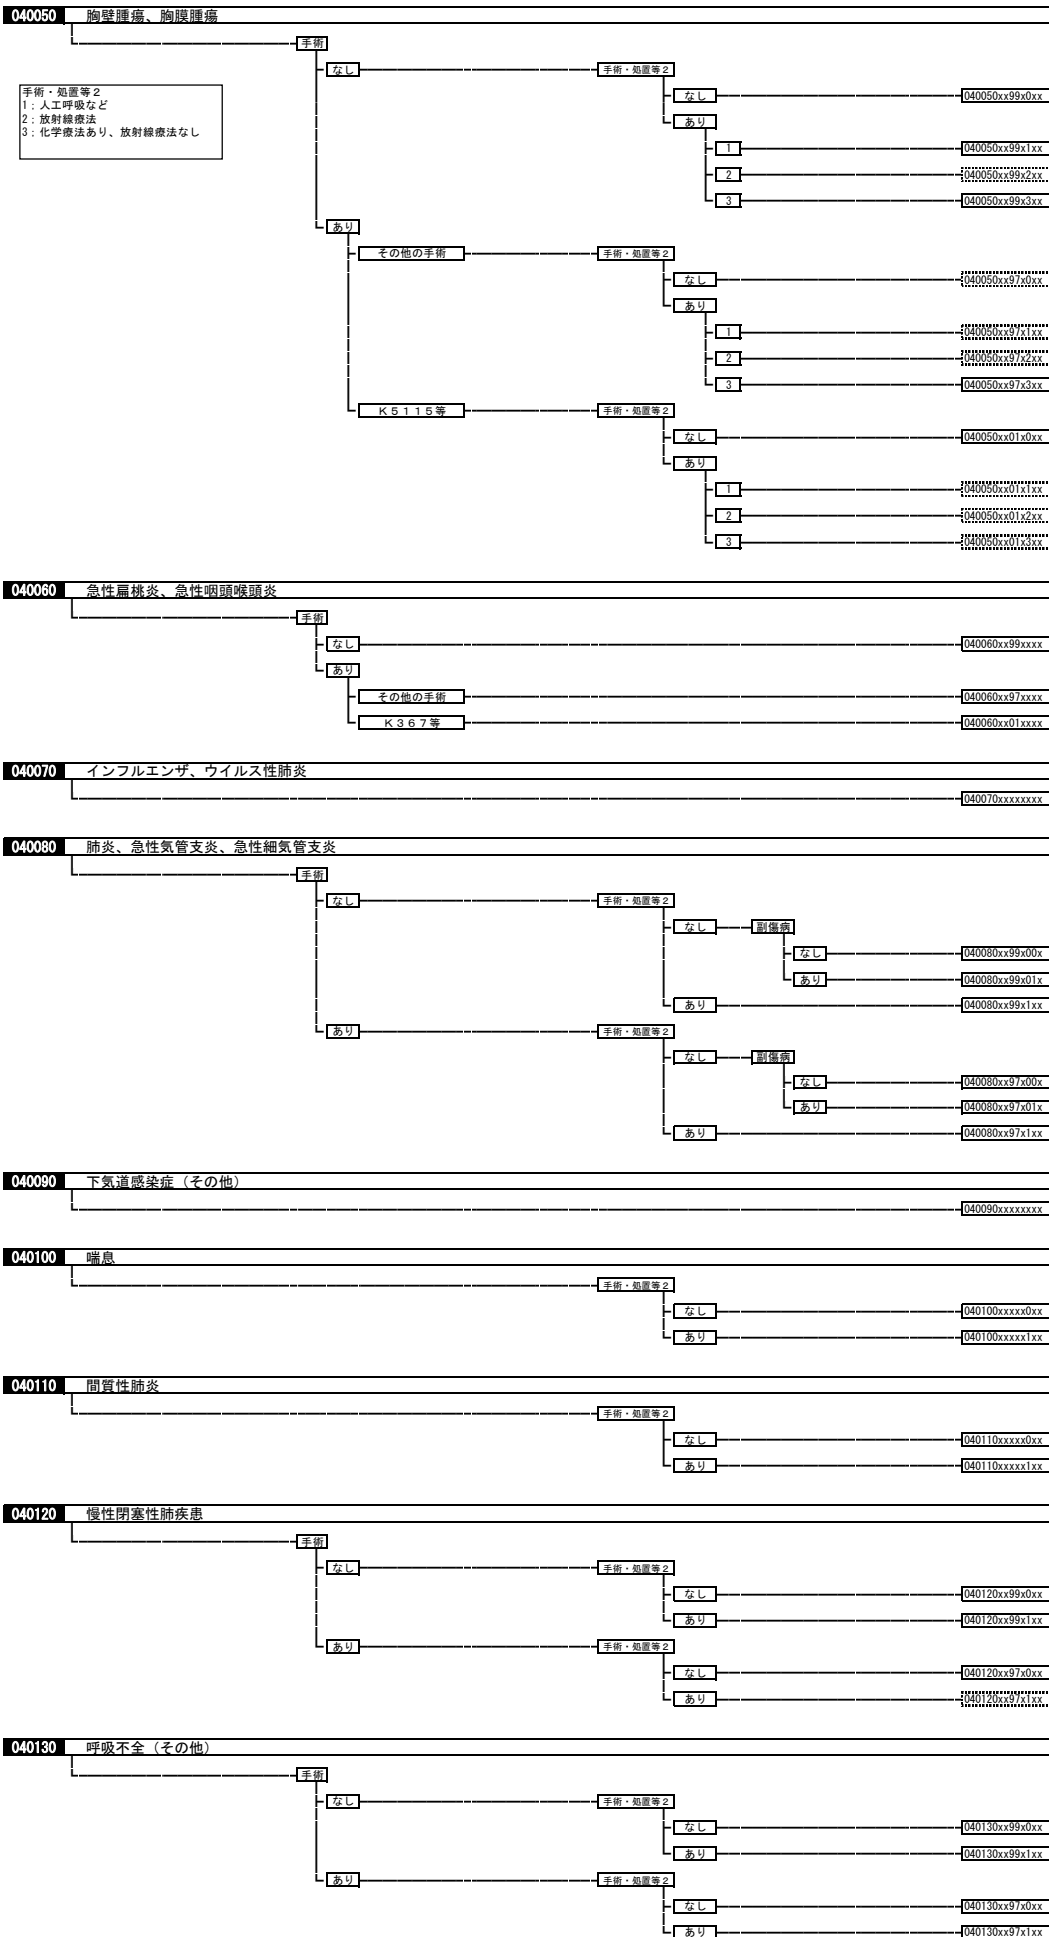 040050 胸壁腫瘍、胸膜腫瘍
手術
なし 手術・処置等２
手術・処置等２
1；人工呼吸など
2；放射線療法
3；化学療法あり、放射線療法なし
なし 040050xx99x0xx
あり
1 040050xx99x1xx
2 040050xx99x2xx
3 040050xx99x3xx
あり
その他の手術 手術・処置等２
なし 040050xx97x0xx
あり
1 040050xx97x1xx
2 040050xx97x2xx
3 040050xx97x3xx
Ｋ５１１５等 手術・処置等２
なし 040050xx01x0xx
あり
1 040050xx01x1xx
2 040050xx01x2xx
3 040050xx01x3xx
040060 急性扁桃炎、急性咽頭喉頭炎
手術
なし 040060xx99xxxx
あり
その他の手術 040060xx97xxxx
Ｋ３６７等 040060xx01xxxx
040070 インフルエンザ、ウイルス性肺炎
040070xxxxxxxx
040080 肺炎、急性気管支炎、急性細気管支炎
手術
なし 手術・処置等２
なし 副傷病
なし 040080xx99x00x
あり 040080xx99x01x
あり 040080xx99x1xx
あり 手術・処置等２
なし 副傷病
なし 040080xx97x00x
あり 040080xx97x01x
あり 040080xx97x1xx
040090 下気道感染症（その他）
040090xxxxxxxx
040100 喘息
手術・処置等２
なし 040100xxxxx0xx
あり 040100xxxxx1xx
040110 間質性肺炎
手術・処置等２
なし 040110xxxxx0xx
あり 040110xxxxx1xx
040120 慢性閉塞性肺疾患
手術
なし 手術・処置等２
なし 040120xx99x0xx
あり 040120xx99x1xx
あり 手術・処置等２
なし 040120xx97x0xx
あり 040120xx97x1xx
040130 呼吸不全（その他）
手術
なし 手術・処置等２
なし 040130xx99x0xx
あり 040130xx99x1xx
あり 手術・処置等２
なし 040130xx97x0xx
あり 040130xx97x1xx